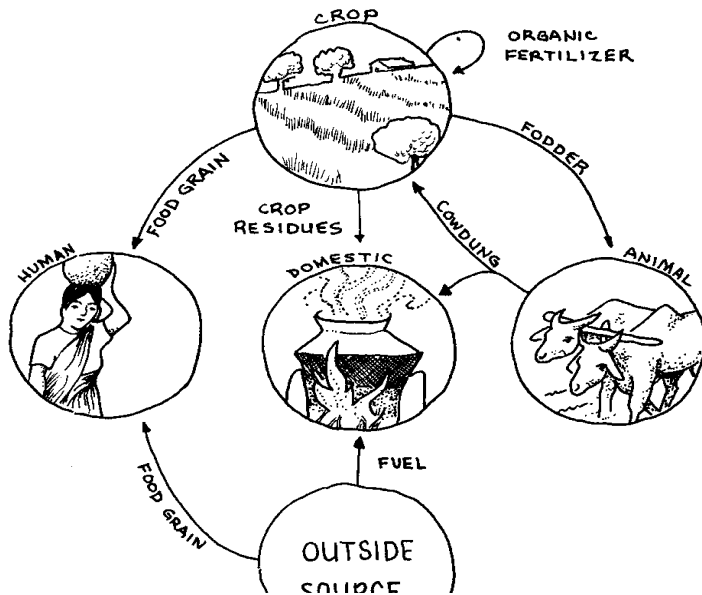 CROP
ORGANIC
FERTILIZER
FOOD GRAIN
FODDER
CROP
RESIDUES
COWDUNG
HUMAN
DOMESTIC
ANIMAL
FOOD GRAIN
FUEL
OUTSIDE
SOURCE